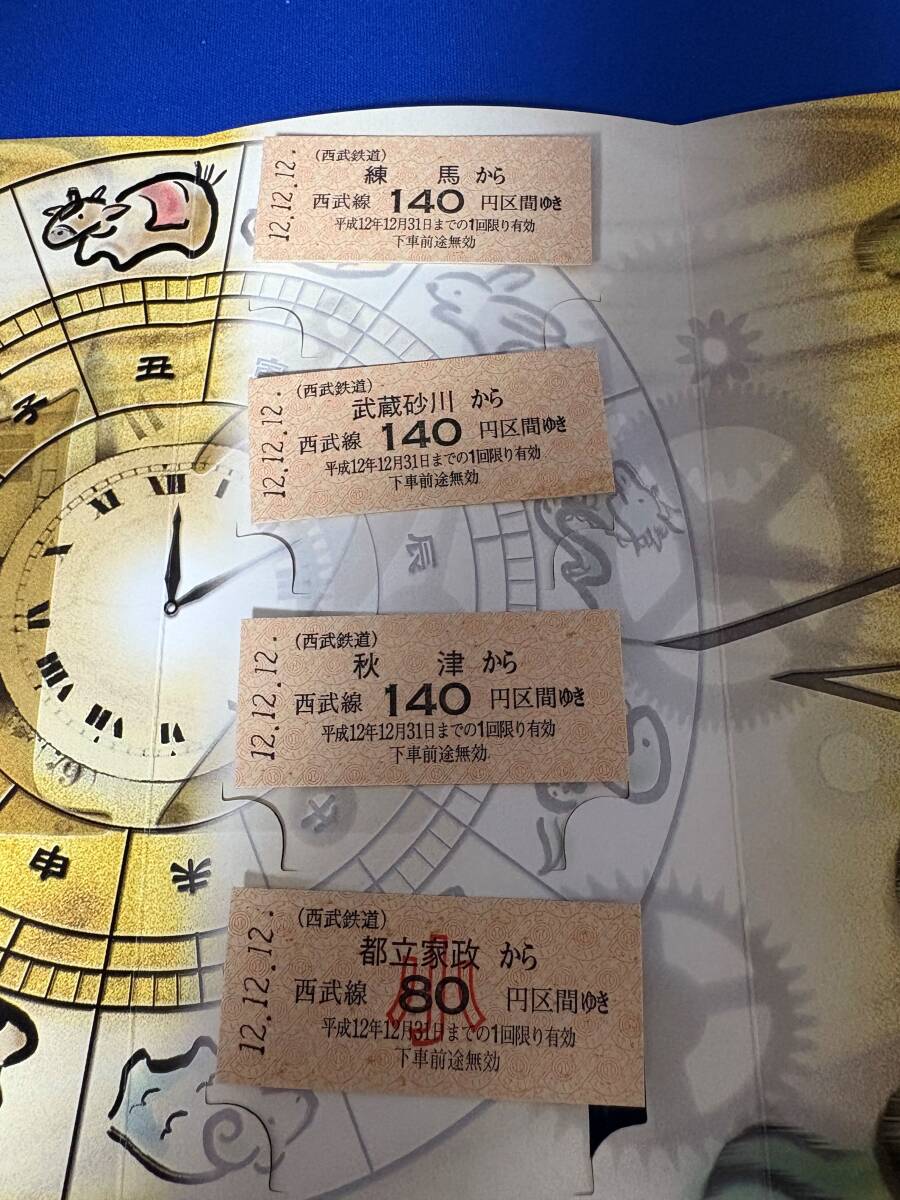 12.12.12.
(西武鉄道)
練馬から
西武線 140 円区間ゆき
平成12年12月31日までの1回限り有効
下車前途無効
12.12.12.
(西武鉄道)
武蔵砂川 から
西武線 140 円区間ゆき
平成12年12月31日までの1回限り有効
下車前途無効
12.12.12.
(西武鉄道)
秋津から
西武線 140 円区間ゆき
平成12年12月31日までの1回限り有効
下車前途無効
12.12.12.
(西武鉄道)
都立家政 から
小
西武線 80 円区間ゆき
平成12年12月31日までの1回限り有効
下車前途無効
丑
子
辰
申
未
XII
XI
I
VIII
VII